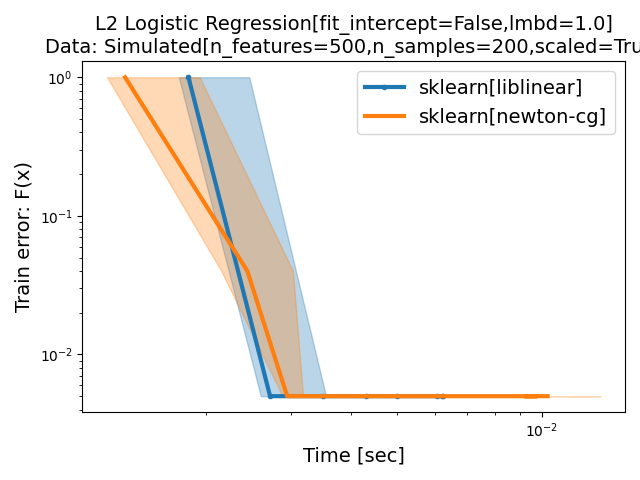 L2 Logistic Regression[fit_intercept=False,lmbd=1.0]
Data: Simulated[n_features=500,n_samples=200,scaled=Tru
sklearn[liblinear]
sklearn[newton-cg]
Train error: F(x)
10⁰
10⁻¹
10⁻²
10⁻²
Time [sec]